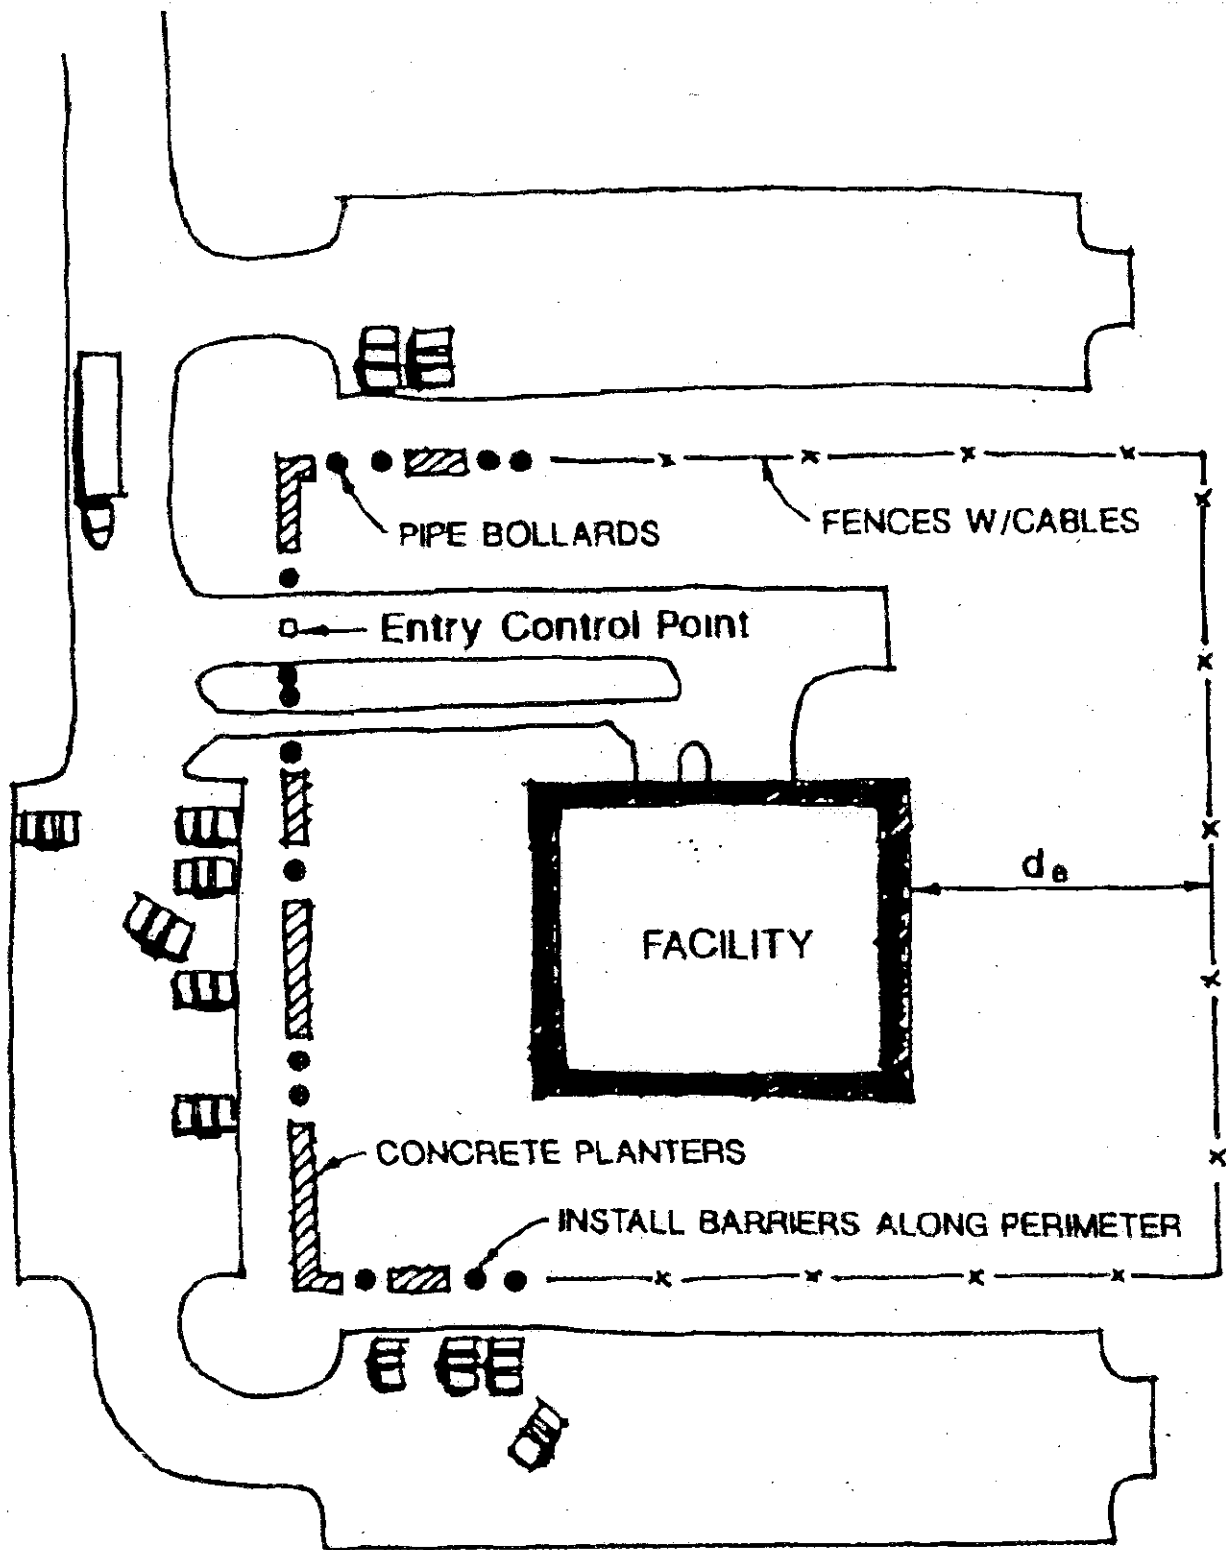 PIPE BOLLARDS
FENCES W/CABLES
Entry Control Point
de
FACILITY
CONCRETE PLANTERS
INSTALL BARRIERS ALONG PERIMETER